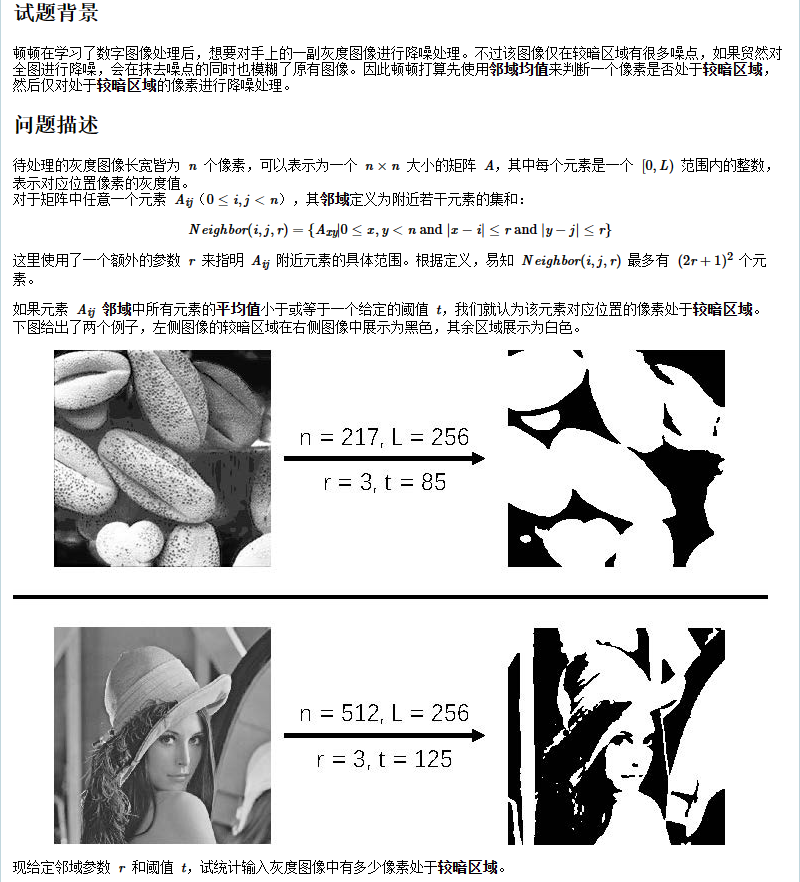 试题背景
顿顿在学习了数字图像处理后，想要对手上的一副灰度图像进行降噪处理。不过该图像仅在较暗区域有很多噪点，如果贸然对
全图进行降噪，会在抹去噪点的同时也模糊了原有图像。因此顿顿打算先使用邻域均值来判断一个像素是否处于较暗区域，
然后仅对处于较暗区域的像素进行降噪处理。
问题描述
待处理的灰度图像长宽皆为 n 个像素，可以表示为一个 n × n 大小的矩阵 A，其中每个元素是一个 [0, L) 范围内的整数，
表示对应位置像素的灰度值。
对于矩阵中任意一个元素 A_{ij}（0 ≤ i, j < n），其邻域定义为附近若干元素的集和：
Neighbor(i, j, r) = {A_{xy}|0 ≤ x, y < n and |x − i| ≤ r and |y − j| ≤ r}
这里使用了一个额外的参数 r 来指明 A_{ij} 附近元素的具体范围。根据定义，易知 Neighbor(i, j, r) 最多有 (2r + 1)² 个元
素。
如果元素 A_{ij} 邻域中所有元素的平均值小于或等于一个给定的阈值 t，我们就认为该元素对应位置的像素处于较暗区域。
下图给出了两个例子，左侧图像的较暗区域在右侧图像中展示为黑色，其余区域展示为白色。
n = 217, L = 256
r = 3, t = 85
n = 512, L = 256
r = 3, t = 125
现给定邻域参数 r 和阈值 t，试统计输入灰度图像中有多少像素处于较暗区域。